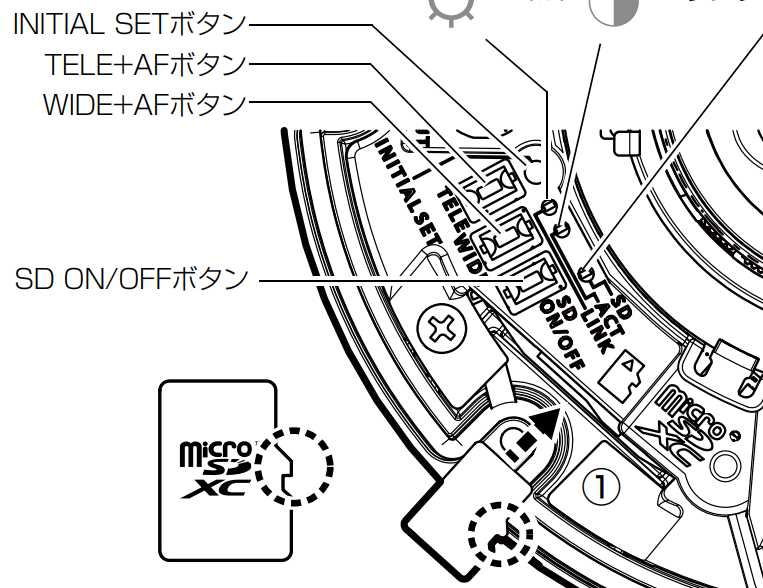 INITIAL SETボタン
TELE+AFボタン
WIDE+AFボタン
INITIAL SET
TELE
WIDE
SD ON/OFFボタン
SD
ON/OFF
SD
ACT
LINK
micro
SD
XC
micro
SD
XC
①